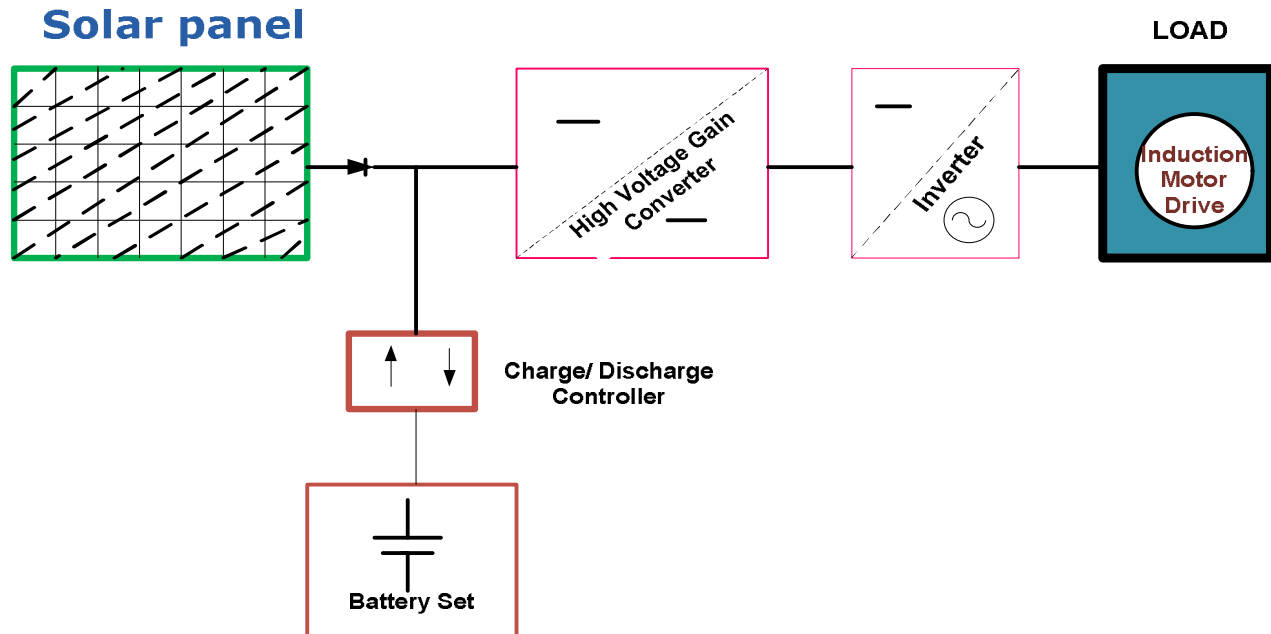 Solar panel
LOAD
High Voltage Gain
Converter
Inverter
Induction
Motor
Drive
Charge/ Discharge
Controller
Battery Set